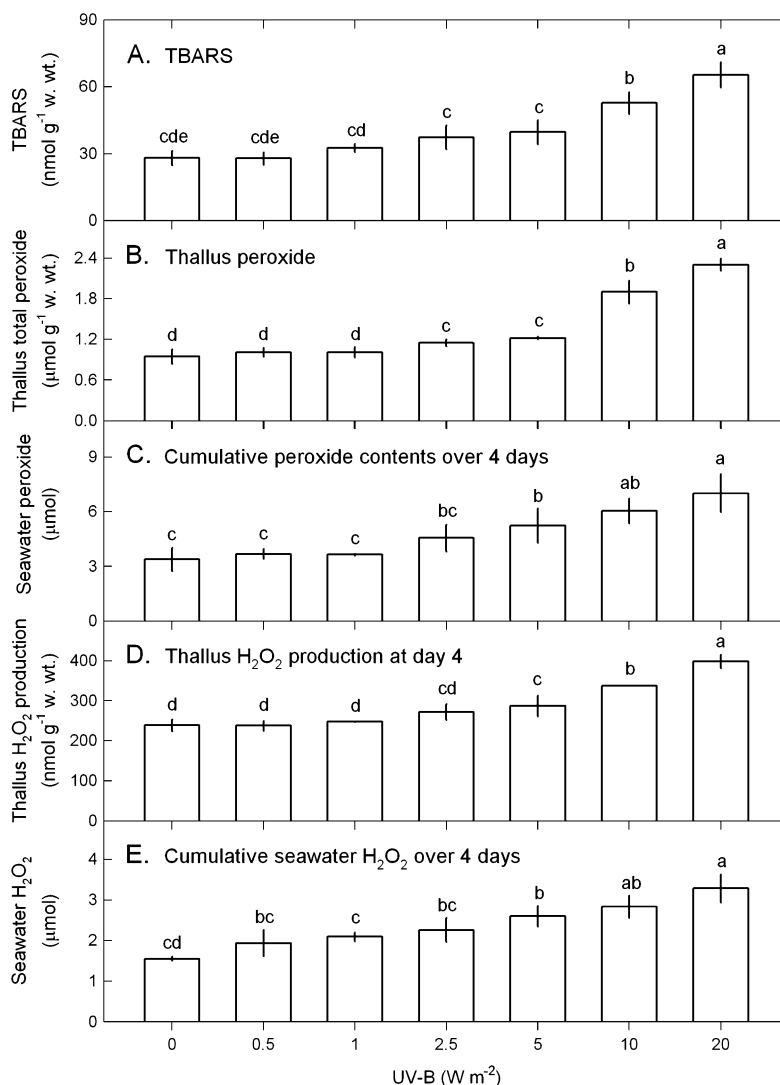 A. TBARS
TBARS
(nmol g⁻¹ w. wt.)
90
60
30
0
cde cde cd c c b a
B. Thallus peroxide
Thallus total peroxide
(μmol g⁻¹ w. wt.)
2.4
1.8
1.2
0.6
0.0
d d d c c b a
C. Cumulative peroxide contents over 4 days
Seawater peroxide
(μmol)
9
6
3
0
c c c bc b ab a
D. Thallus H₂O₂ production at day 4
Thallus H₂O₂ production
(nmol g⁻¹ w. wt.)
400
300
200
100
0
d d d cd c b a
E. Cumulative seawater H₂O₂ over 4 days
Seawater H₂O₂
(μmol)
4
3
2
1
0
cd bc c bc b ab a
0 0.5 1 2.5 5 10 20
UV-B (W m⁻²)